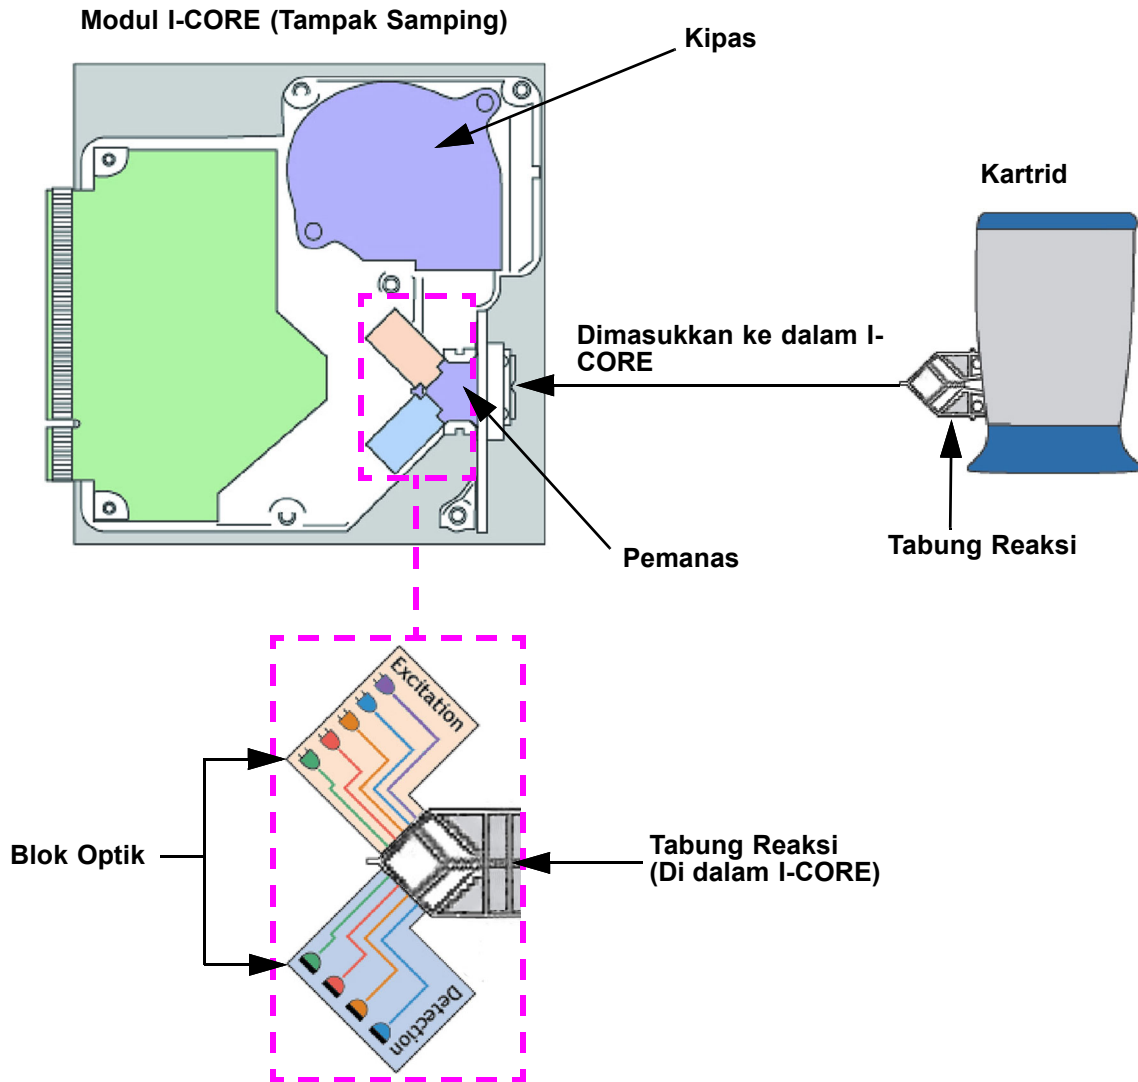 Modul I-CORE (Tampak Samping)
Kipas
Kartrid
Dimasukkan ke dalam I-
CORE
Tabung Reaksi
Pemanas
Excitation
Blok Optik
Tabung Reaksi
(Di dalam I-CORE)
Detection